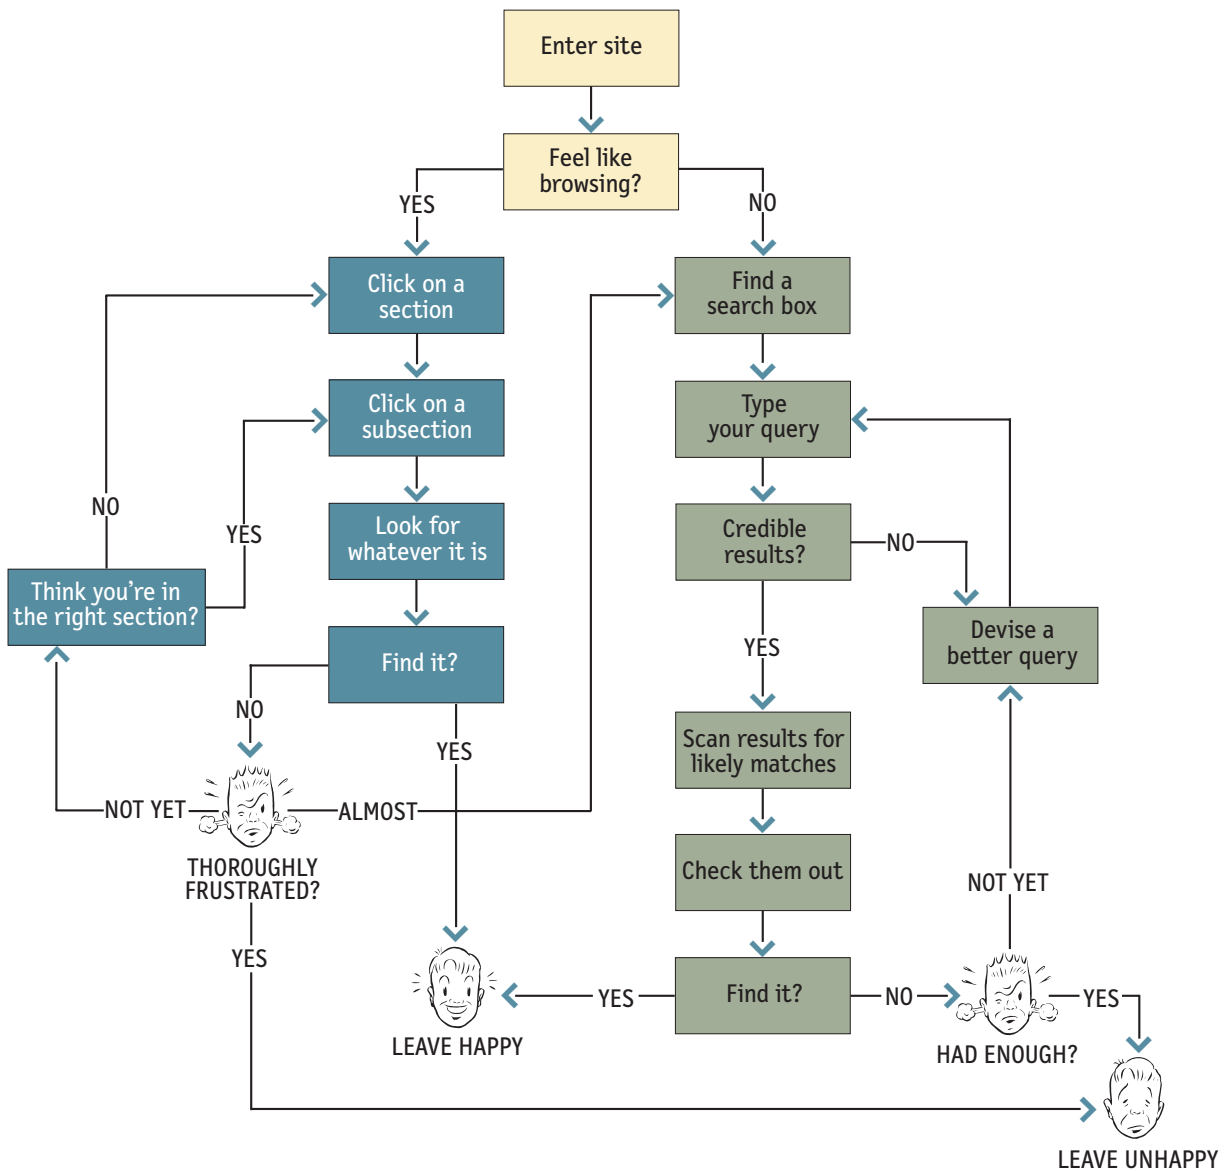 Enter site
Feel like
browsing?
YES
NO
Click on a
section
Find a
search box
Click on a
subsection
Type
your query
NO
YES
Look for
whatever it is
Credible
results?
NO
Think you’re in
the right section?
Find it?
YES
Devise a
better query
NO
YES
Scan results for
likely matches
NOT YET
ALMOST
THOROUGHLY
FRUSTRATED?
Check them out
NOT YET
YES
LEAVE HAPPY
YES
Find it?
NO
YES
HAD ENOUGH?
LEAVE UNHAPPY